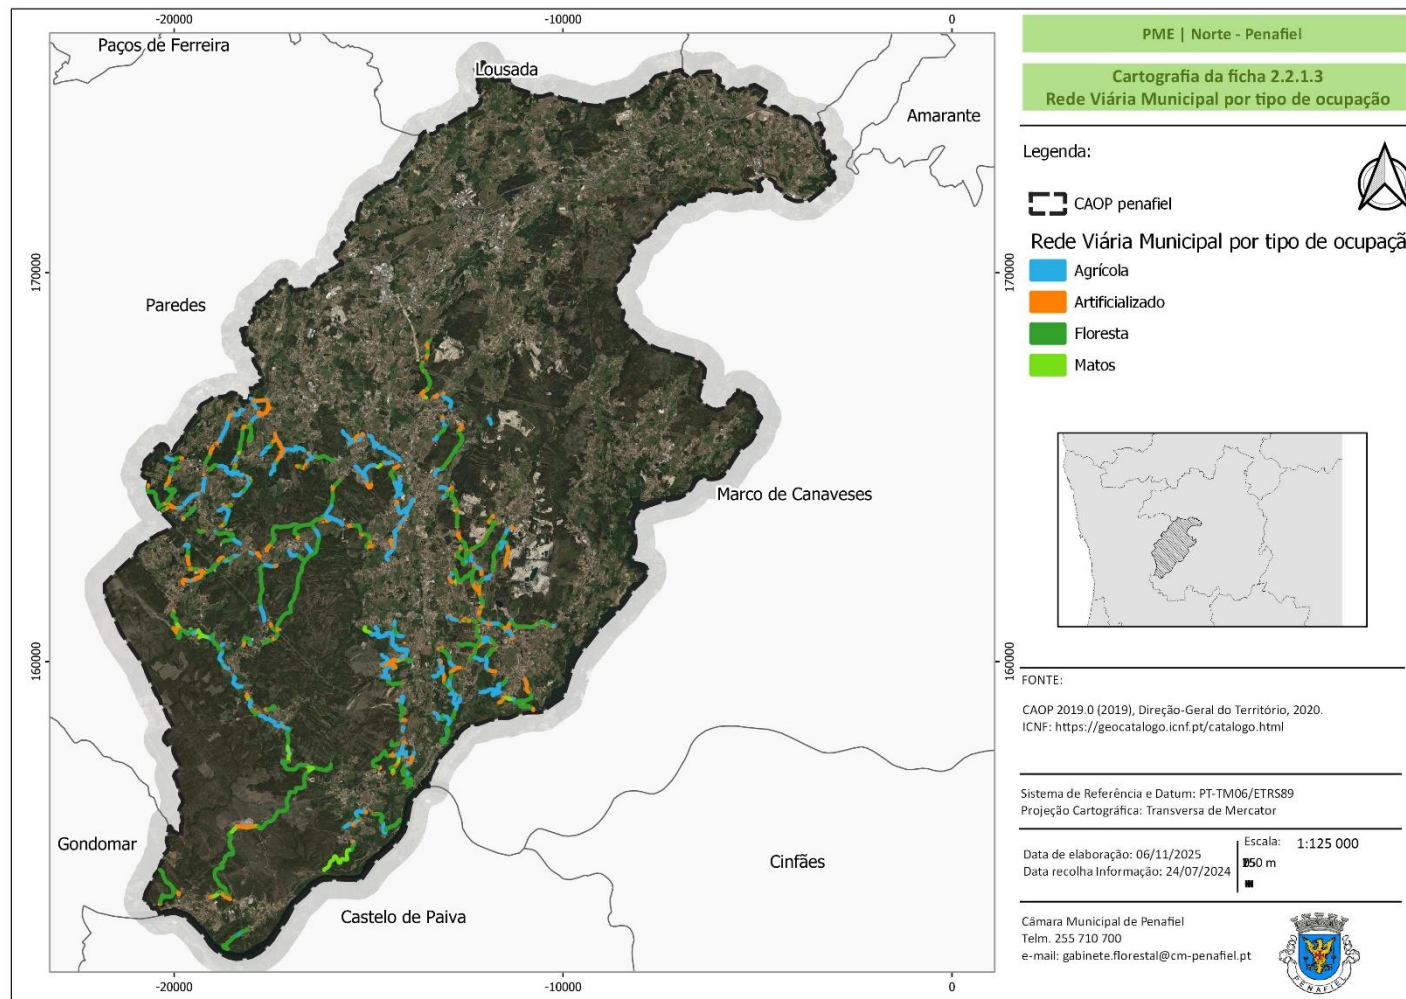 -20000
-10000
0
Paços de Ferreira
Lousada
Amarante
Paredes
Marco de Canaveses
Gondomar
Castelo de Paiva
Cinfães
170000
160000
170000
160000
-20000
-10000
0
PME | Norte - Penafiel
Cartografia da ficha 2.2.1.3
Rede Viária Municipal por tipo de ocupação
Legenda:
CAOP penafiel
Rede Viária Municipal por tipo de ocupaçã
Agrícola
Artificializado
Floresta
Matos
FONTE:
CAOP 2019.0 (2019), Direção-Geral do Território, 2020.
ICNF: https://geocatalogo.icnf.pt/catalogo.html
Sistema de Referência e Datum: PT-TM06/ETRS89
Projeção Cartográfica: Transversa de Mercator
Data de elaboração: 06/11/2025
Data recolha Informação: 24/07/2024
Escala: 1:125 000
m
Câmara Municipal de Penafiel
Telm. 255 710 700
e-mail: gabinete.florestal@cm-penafiel.pt
PENAFIEL